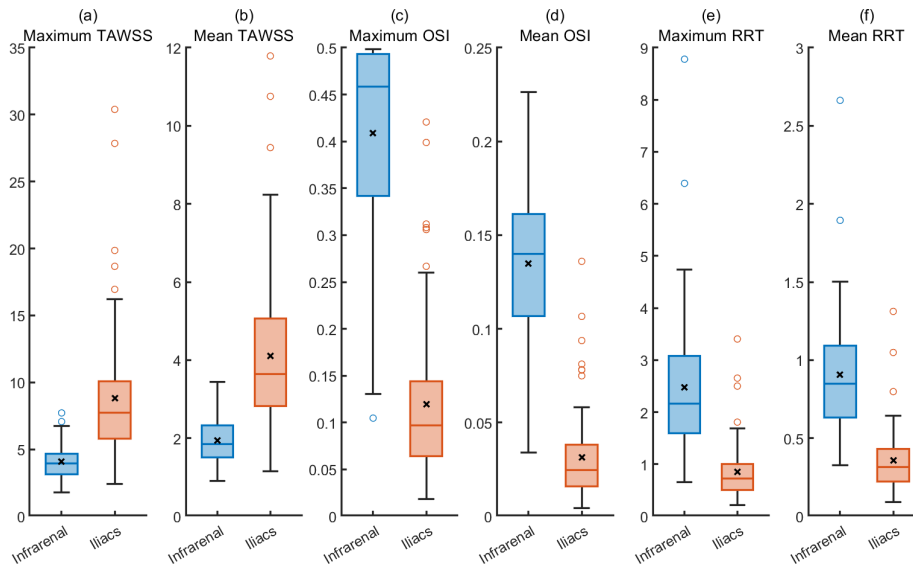 (a)
Maximum TAWSS
35
30
25
20
15
10
5
0
Infrarenal
Iliacs
(b)
Mean TAWSS
12
10
8
6
4
2
0
Infrarenal
Iliacs
(c)
Maximum OSI
0.5
0.45
0.4
0.35
0.3
0.25
0.2
0.15
0.1
0.05
0
Infrarenal
Iliacs
(d)
Mean OSI
0.25
0.2
0.15
0.1
0.05
0
Infrarenal
Iliacs
(e)
Maximum RRT
9
8
7
6
5
4
3
2
1
0
Infrarenal
Iliacs
(f)
Mean RRT
3
2.5
2
1.5
1
0.5
0
Infrarenal
Iliacs